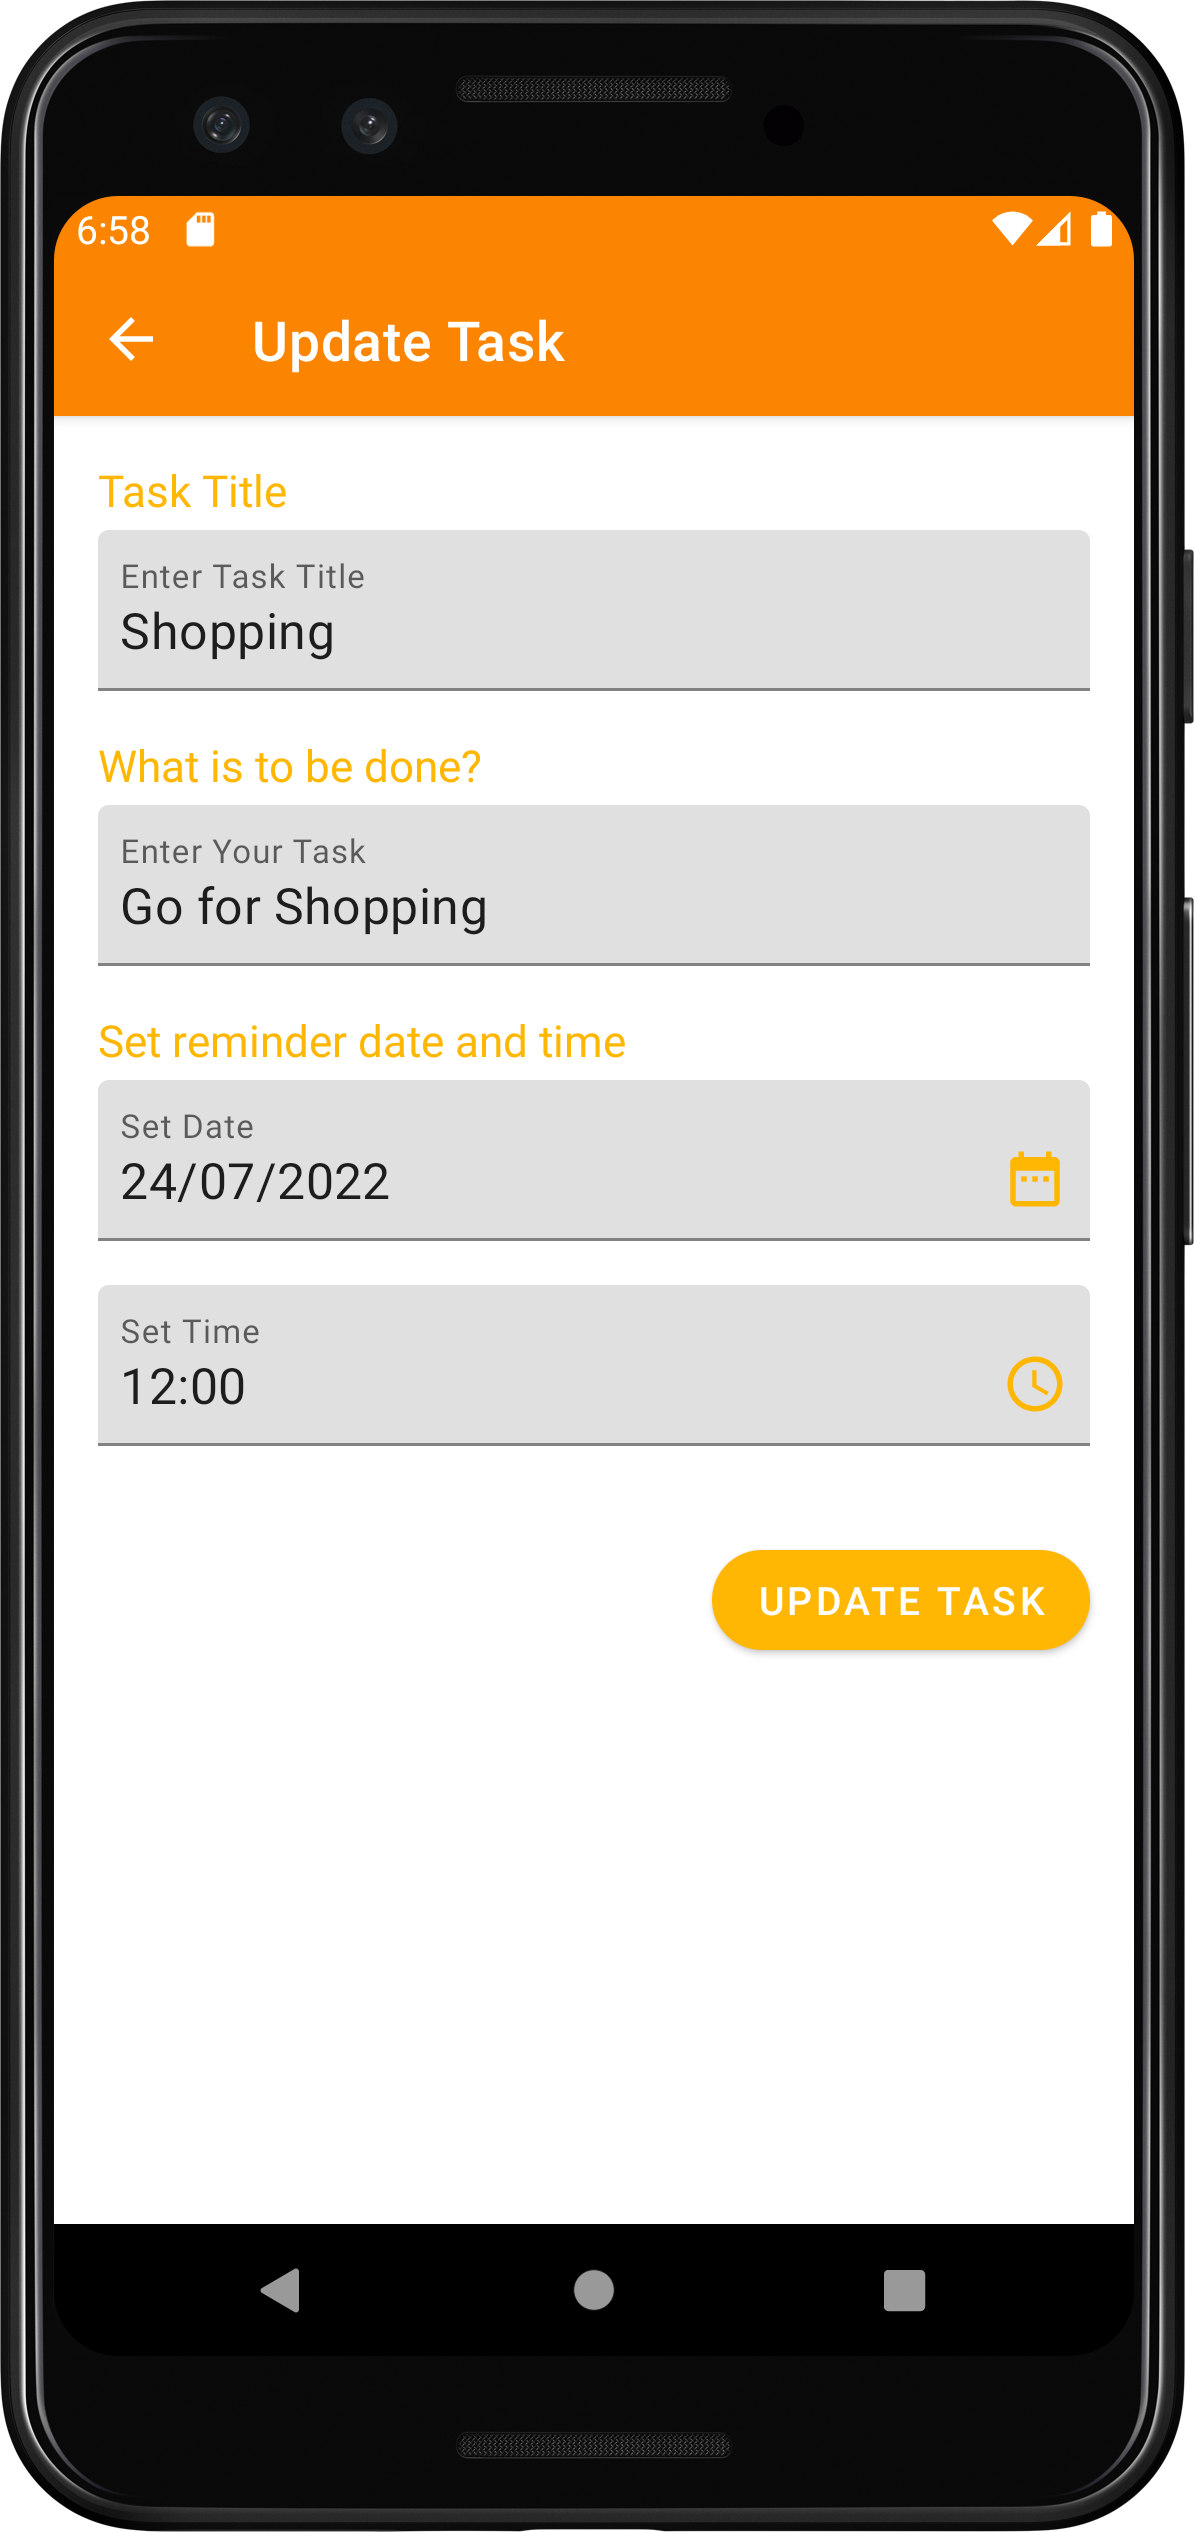 6:58
Update Task
Task Title
Enter Task Title
Shopping
What is to be done?
Enter Your Task
Go for Shopping
Set reminder date and time
Set Date
24/07/2022
Set Time
12:00
UPDATE TASK